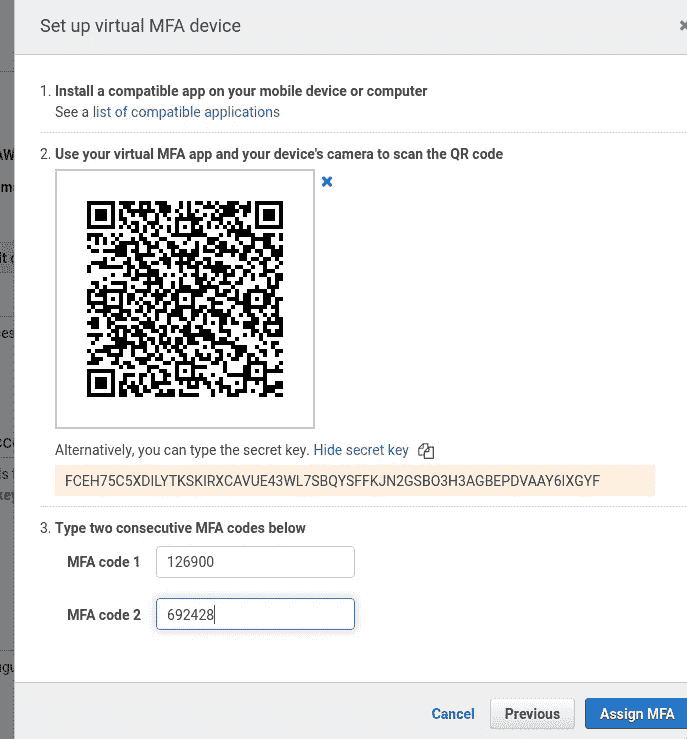 Set up virtual MFA device
1. Install a compatible app on your mobile device or computer
See a list of compatible applications
2. Use your virtual MFA app and your device's camera to scan the QR code
Alternatively, you can type the secret key. Hide secret key
FCEH75C5XDILYTKSKIRXCAVUE43WL7SBQYSFFKJN2GSBO3H3AGBEPDVAAY6IXGYF
3. Type two consecutive MFA codes below
MFA code 1 126900
MFA code 2 692428
Cancel Previous Assign MFA